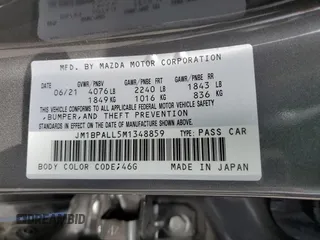 MFD. BY MAZDA MOTOR CORPORATION
GVWR/PNBV GAWR/PNBE FRT GAWR/PNBE RR
06/21 4076LB 2240 LB 1843 LB
1849KG 1016 KG 836 KG
THIS VEHICLE CONFORMS TO ALL APPLICABLE FEDERAL MOTOR
VEHICLE SAFETY
,BUMPER,AND THEFT PREVENTION
STANDARDS IN EFFECT ON THE DATE OF MANUFACTURE SHOWN ABOVE.
JM1BPALL5M1348859 TYPE: PASS CAR
BODY COLOR CODE:46G MADE IN JAPAN
DREAMBID